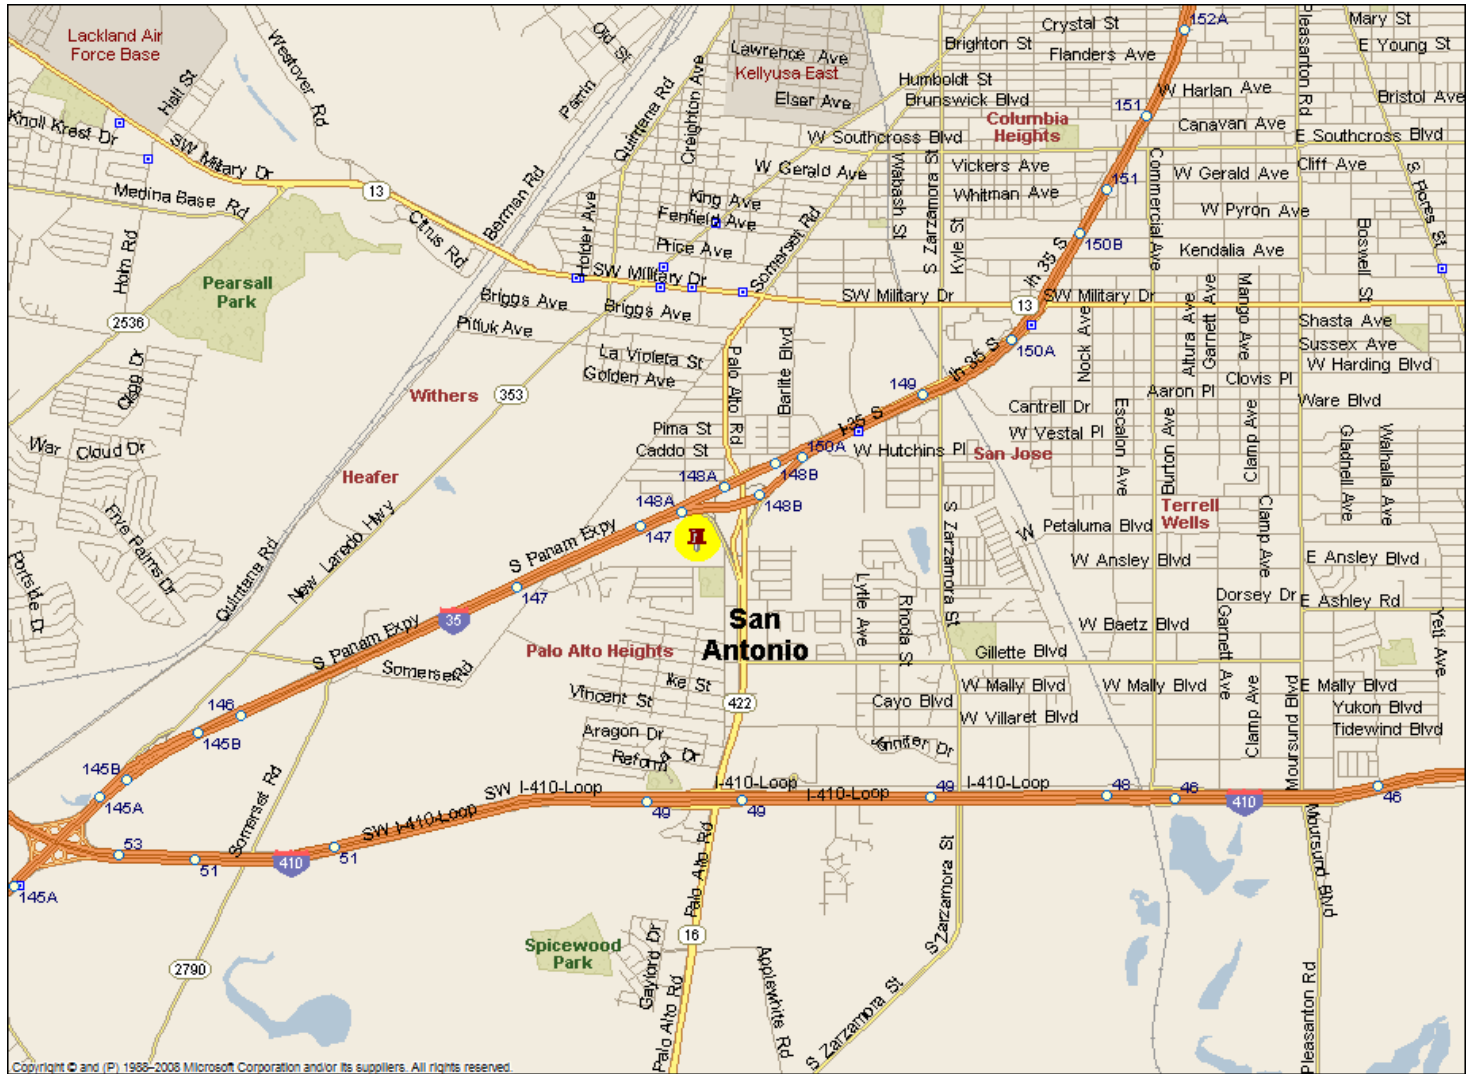 Lackland Air
Force Base
Hall St
Westover Rd
Old St
Parrin
Quintana Rd
Creighton Ave
Lawrence Ave
Kellyusa East
Elser Ave
Brighton St
Crystal St
Flanders Ave
152A
Pleasanton Rd
Mary St
E Young St
Humboldt St
Brunswick Blvd
W Harlan Ave
Bristol Ave
Knoll Krest Dr
SW Military Dr
151
Columbia
Heights
Canavan Ave
E Southcross Blvd
W Southcross Blvd
W Gerald Ave
Wabash St
S Zarzamora St
Vickers Ave
Whitman Ave
Commercial Ave
151
W Gerald Ave
Cliff Ave
S Flores St
Medina Base Rd
13
Citrus Rd
Berman Rd
Holder Ave
King Ave
Fenfield Ave
Price Ave
Somerset Rd
Kyle St
W Pyron Ave
150B
Kendalia Ave
Boswell St
Holm Rd
Pearsall
Park
SW Military Dr
SW Military Dr
Ih 35 S
13
SW Military Dr
Briggs Ave
Briggs Ave
Pitluk Ave
2536
Altura Ave
Garnett Ave
Mango Ave
Shasta Ave
Sussex Ave
W Harding Blvd
Nock Ave
150A
Ih 35 S
La Violeta St
Golden Ave
Palo Alto Rd
Barlite Blvd
Clogg Dr
Withers
353
149
Aaron Pl
Clovis Pl
Ware Blvd
Cantrell Dr
W Vestal Pl
I-35 S
Pima St
Caddo St
150A
W Hutchins Pl
San Jose
Escalon Ave
Burton Ave
Clamp Ave
Gladnell Ave
Walhalla Ave
War Cloud Dr
Heafer
148A
148B
148A
148B
Terrell
Wells
Five Palms Dr
New Laredo Hwy
S Panam Expy
147
S Zarzamora St
W Petaluma Blvd
Clamp Ave
W Ansley Blvd
E Ansley Blvd
Portside Dr
Quintana Rd
147
Lytle Ave
Rhoda St
Dorsey Dr
E Ashley Rd
35
San
Antonio
S Panam Expy
W Baetz Blvd
Garnett Ave
Yett Ave
Palo Alto Heights
Gillette Blvd
Somerset Rd
Ike St
Vincent St
W Mally Blvd
W Mally Blvd
E Mally Blvd
Moursund Blvd
Clamp Ave
422
Cayo Blvd
W Villaret Blvd
Yukon Blvd
Tidewind Blvd
146
145B
Aragon Dr
Reforma Dr
Jennifer Dr
145B
145A
Somerset Rd
SW I-410-Loop
SW I-410-Loop
I-410-Loop
I-410-Loop
I-410-Loop
49
49
49
48
46
410
46
53
51
410
51
145A
Palo Alto Rd
S Zarzamora St
Moursund Blvd
Spicewood
Park
16
Gaylord Dr
Palo Alto Rd
Applewhite Rd
S Zarzamora St
Pleasanton Rd
2790
Copyright © and (P) 1988–2008 Microsoft Corporation and/or its suppliers. All rights reserved.